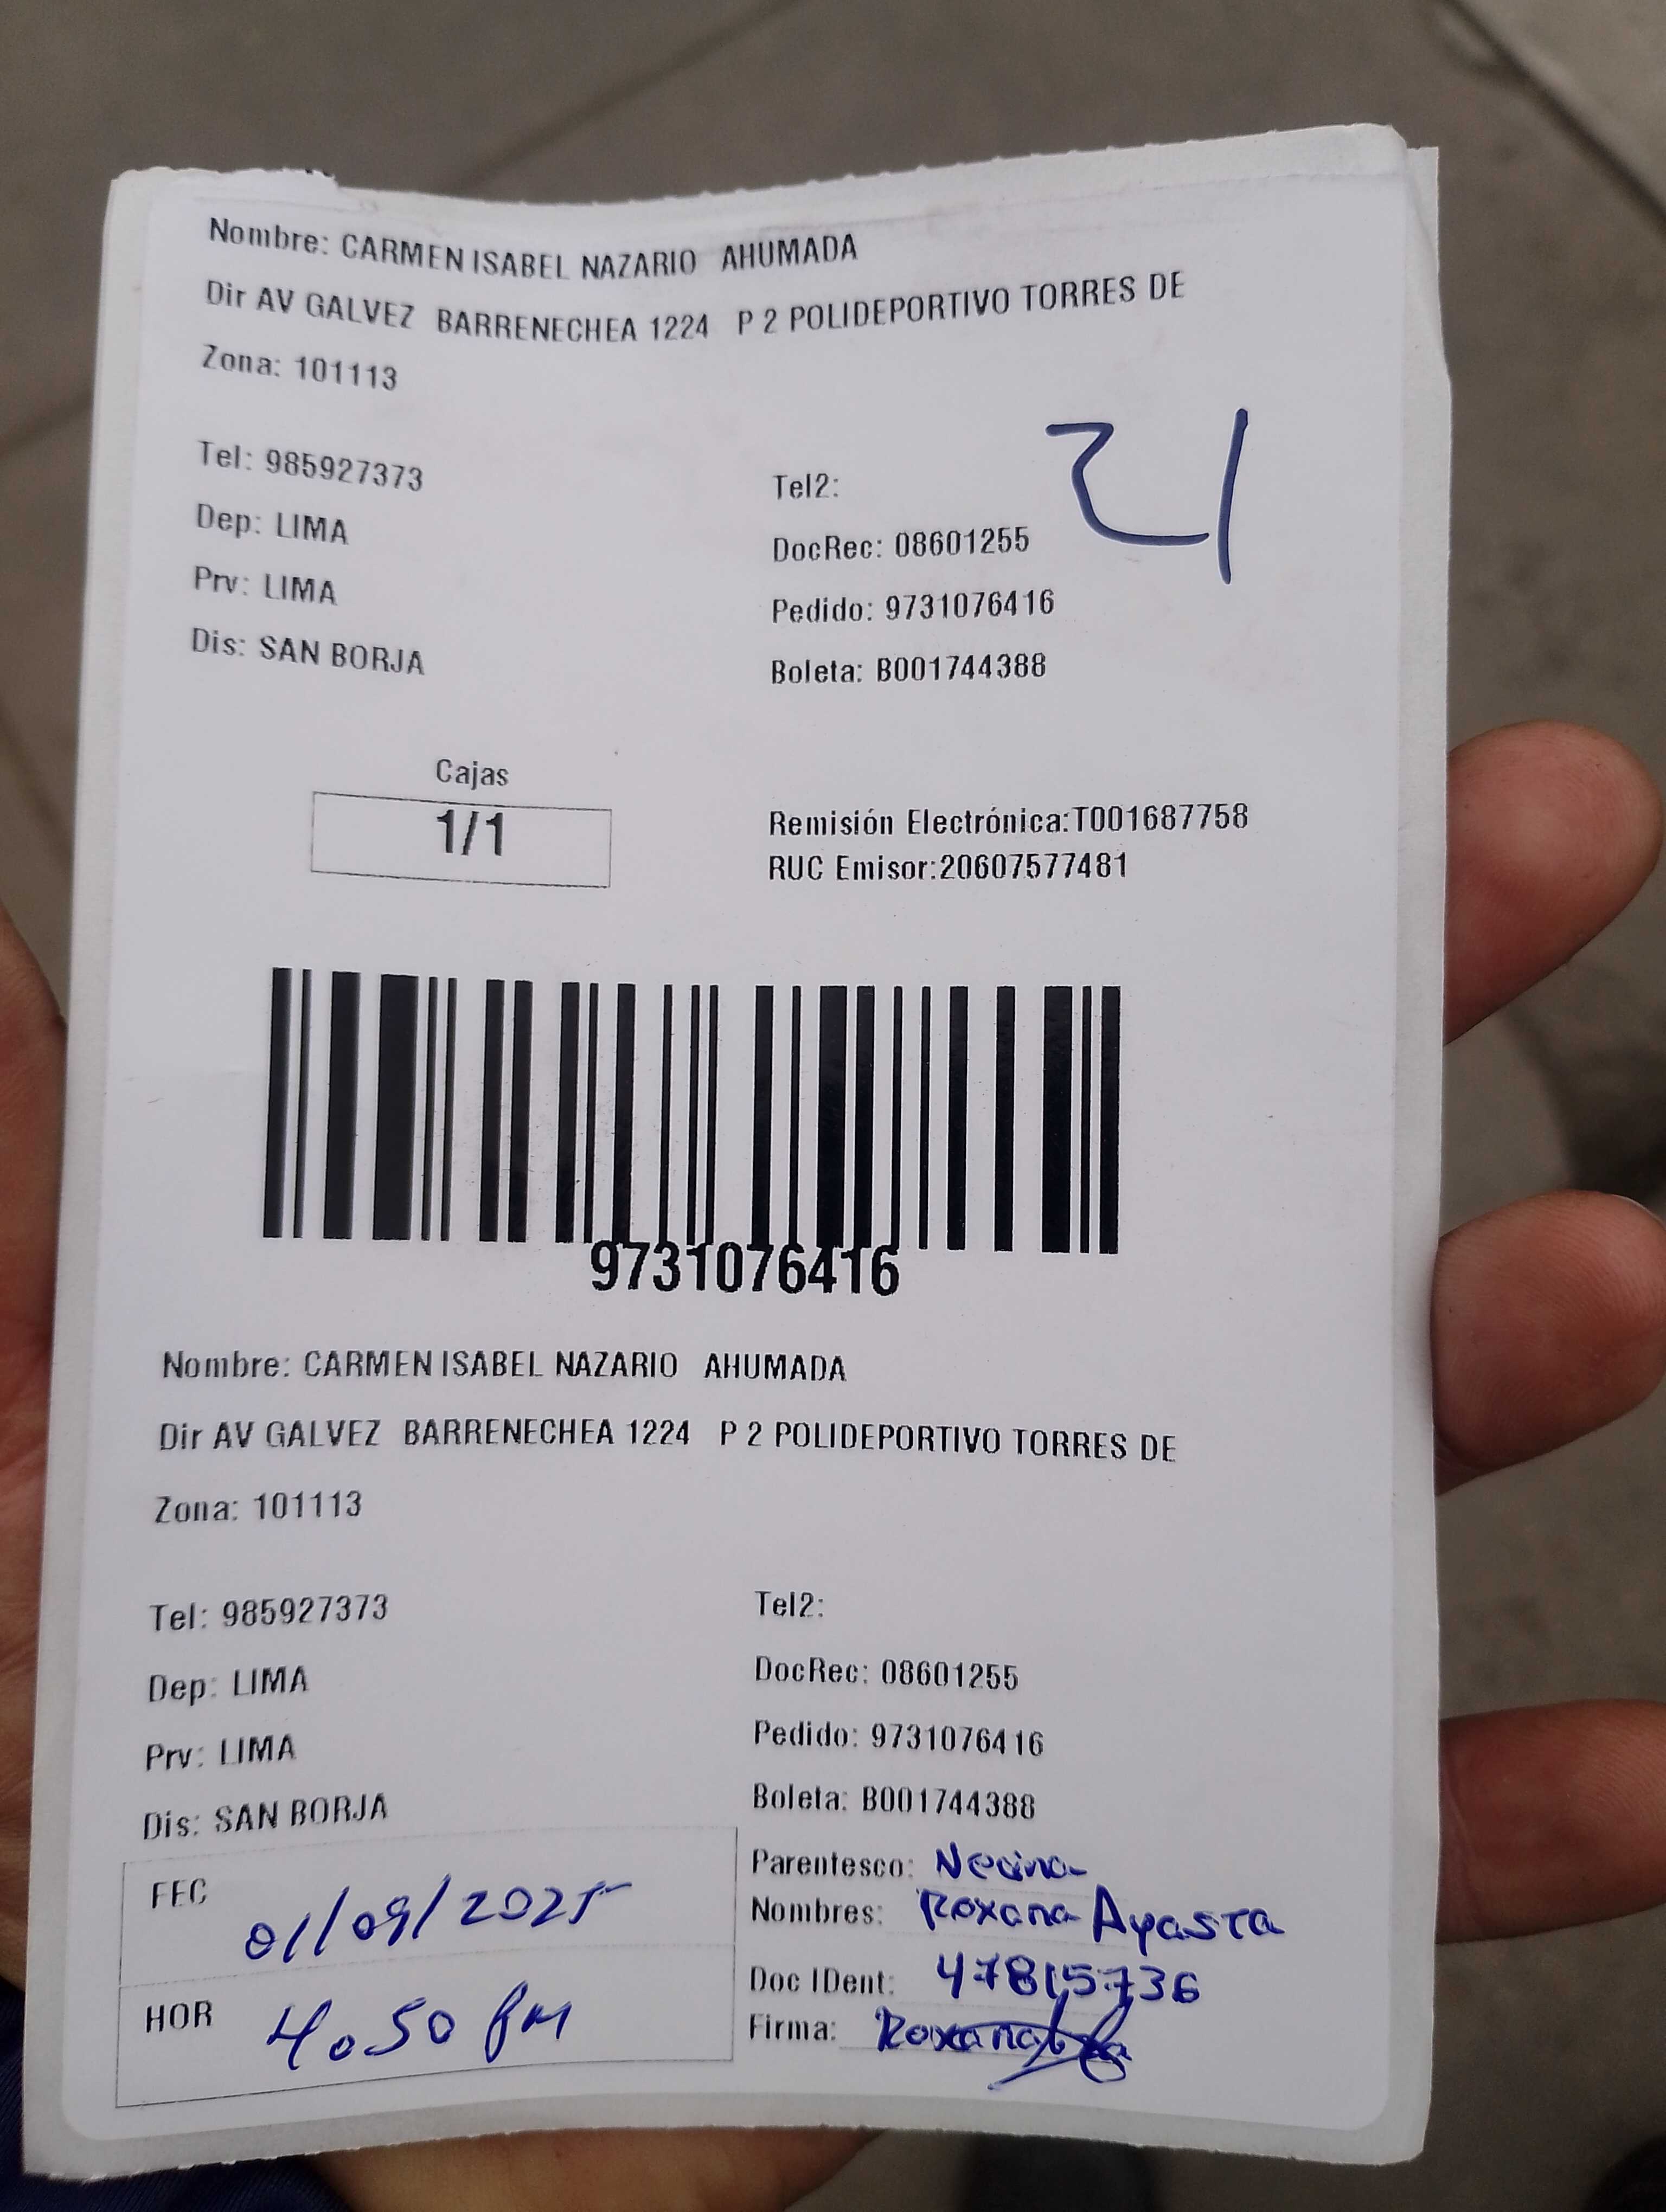 Nombre: CARMEN ISABEL NAZARIO AHUMADA
Dir AV GALVEZ BARRENECHEA 1224 P 2 POLIDEPORTIVO TORRES DE
Zona: 101113
21
Tel: 985927373
Tel2:
Dep: LIMA
DocRec: 08601255
Prv: LIMA
Pedido: 9731076416
Dis: SAN BORJA
Boleta: B001744388
Cajas
1/1
Remisión Electrónica:T001687758
RUC Emisor:20607577481
9731076416
Nombre: CARMEN ISABEL NAZARIO AHUMADA
Dir AV GALVEZ BARRENECHEA 1224 P 2 POLIDEPORTIVO TORRES DE
Zona: 101113
Tel: 985927373
Tel2:
Dep: LIMA
DocRec: 08601255
Prv: LIMA
Pedido: 9731076416
Dis: SAN BORJA
Boleta: B001744388
FEC 01/09/2025
HOR 4.50 pm
Parentesco:
Nombres: Roxana Ayasta
Doc IDent: 47815736
Firma: Roxana